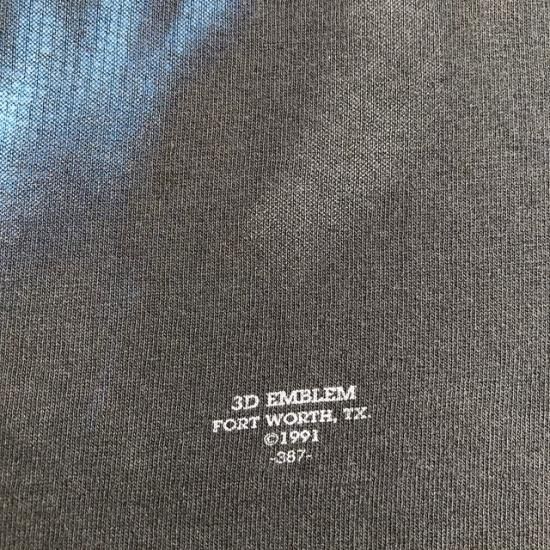 3D EMBLEM
FORT WORTH, TX.
©1991
-387-